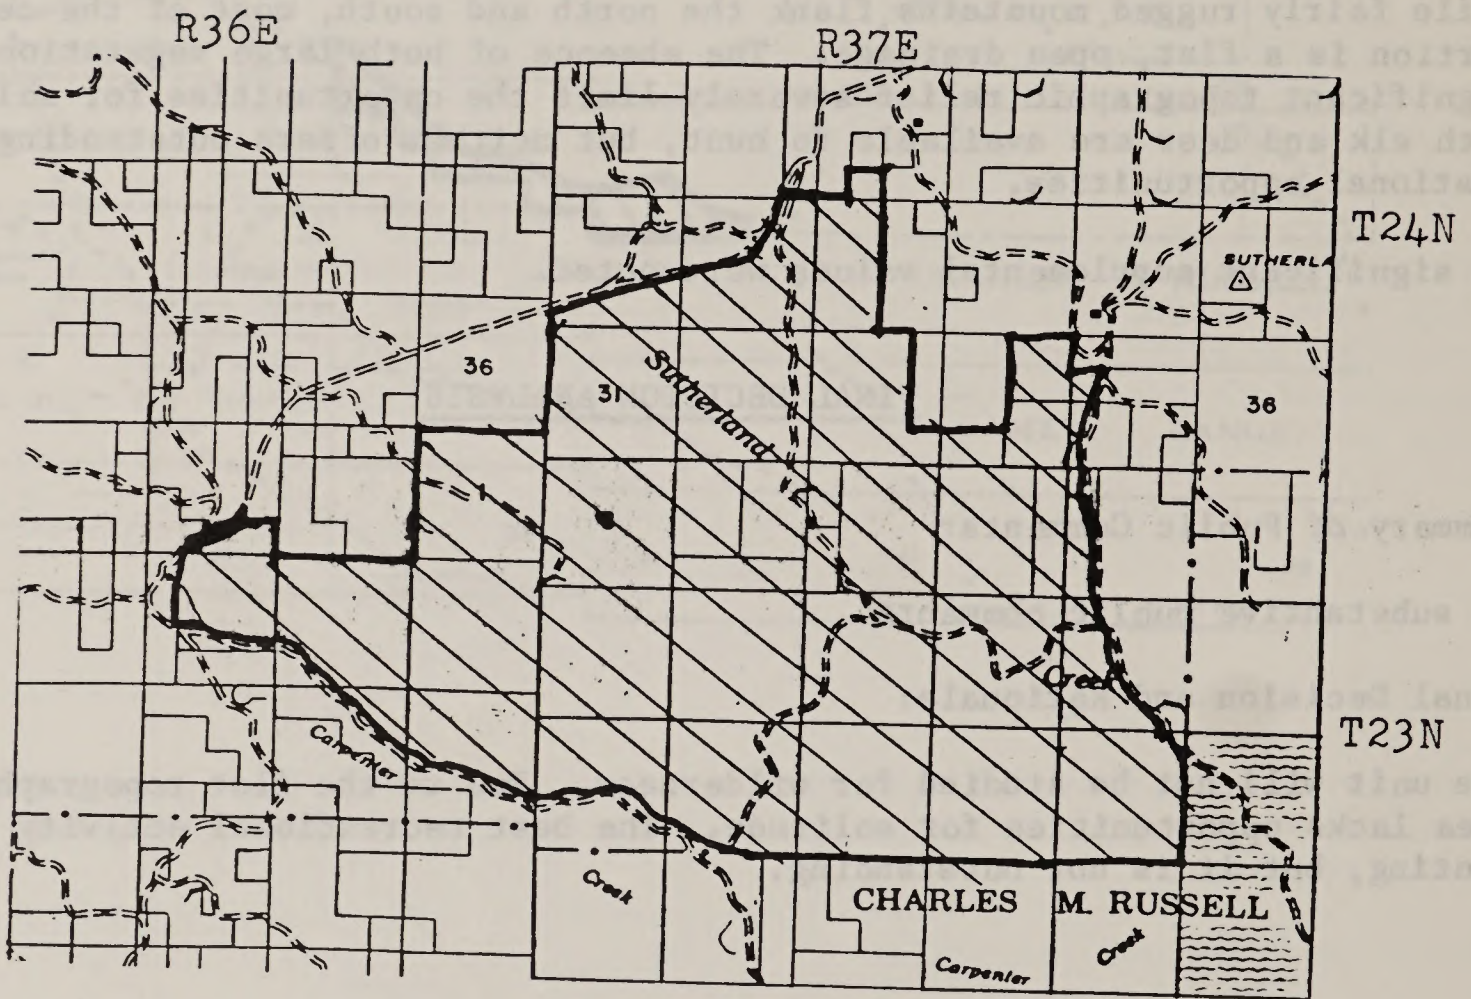 R36E
R37E
T24N
SUTHERLA
36
31
Sutherland
36
Creek
T23N
Carpenter
Creek
CHARLES M. RUSSELL
Creek
Carpenter